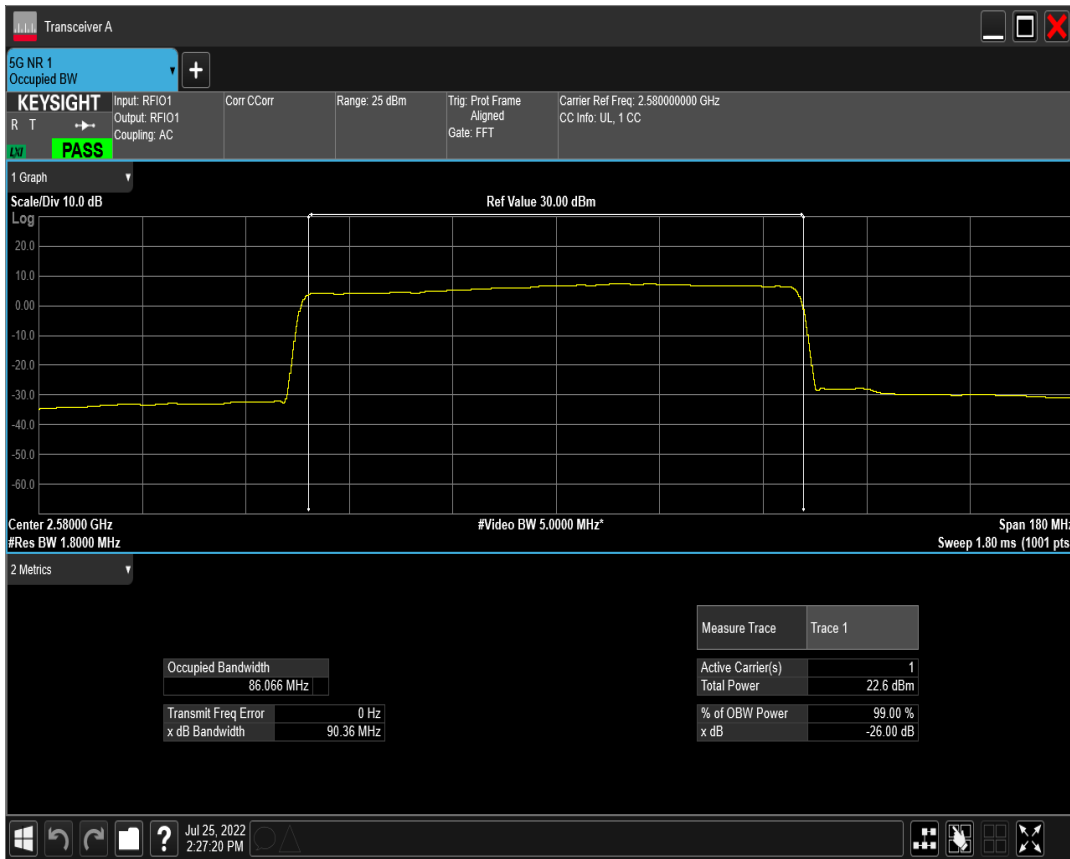 Transceiver A
5G NR 1
Occupied BW
+
KEYSIGHT
R T
LXI
PASS
Input: RFIO1
Output: RFIO1
Coupling: AC
Corr CCorr
Range: 25 dBm
Trig: Prot Frame
Aligned
Gate: FFT
Carrier Ref Freq: 2.580000000 GHz
CC Info: UL, 1 CC
1 Graph
Scale/Div 10.0 dB
Ref Value 30.00 dBm
Log
20.0
10.0
0.00
-10.0
-20.0
-30.0
-40.0
-50.0
-60.0
Center 2.58000 GHz
#Video BW 5.0000 MHz*
Span 180 MHz
#Res BW 1.8000 MHz
Sweep 1.80 ms (1001 pts
2 Metrics
Measure Trace Trace 1
Occupied Bandwidth
86.066 MHz
Active Carrier(s) 1
Total Power 22.6 dBm
Transmit Freq Error 0 Hz
x dB Bandwidth 90.36 MHz
% of OBW Power 99.00 %
x dB -26.00 dB
?
Jul 25, 2022
2:27:20 PM